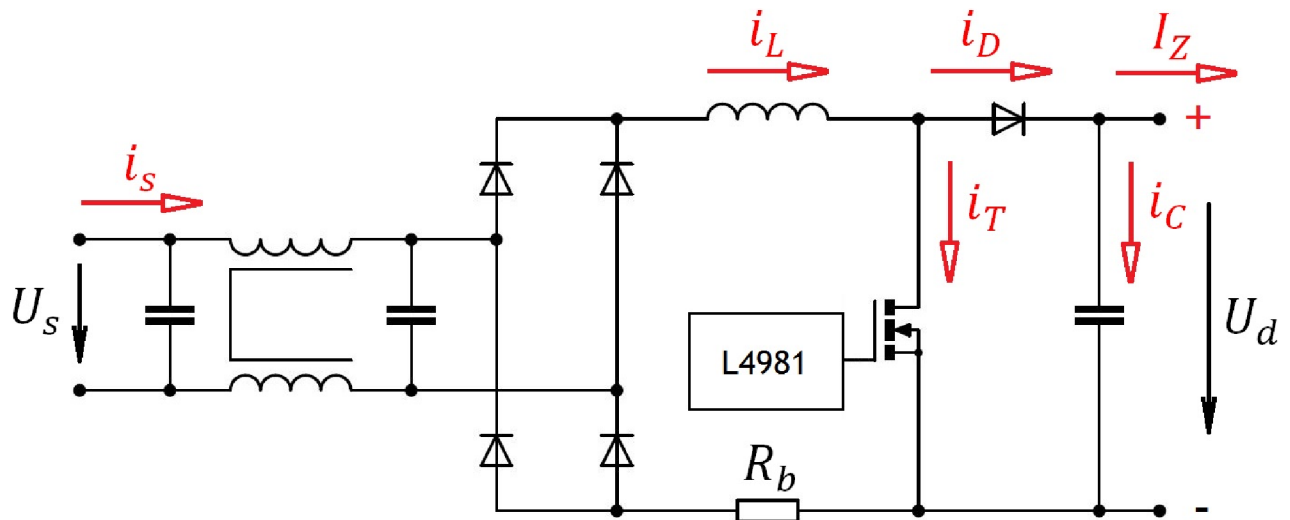 i_L
i_D
I_Z
+
i_s
i_T
i_C
U_s
U_d
L4981
R_b
-